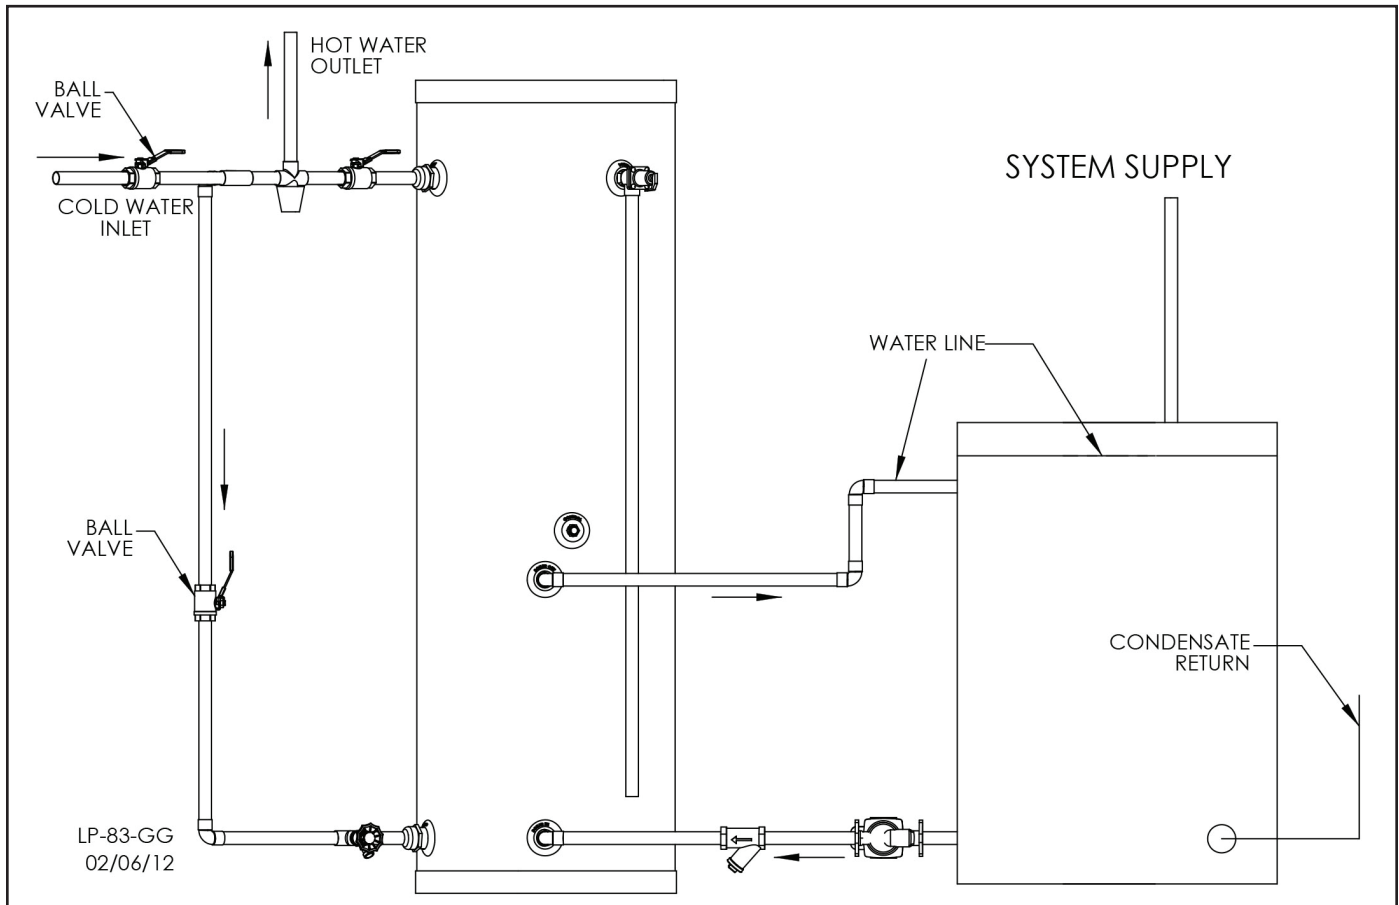 HOT WATER
OUTLET
BALL
VALVE
SYSTEM SUPPLY
COLD WATER
INLET
WATER LINE
BALL
VALVE
CONDENSATE
RETURN
LP-83-GG
02/06/12